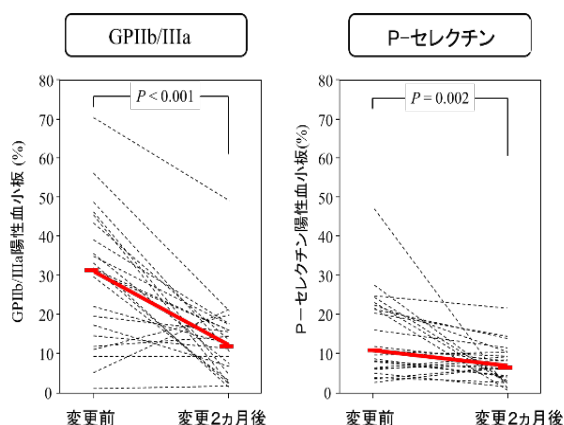 GPIIb/IIIa
P-セレクチン
GPIIb/IIIa陽性血小板 (%)
80
70
60
50
40
30
20
10
0
P < 0.001
変更前
変更2ヵ月後
P-セレクチン陽性血小板(%)
80
70
60
50
40
30
20
10
0
P = 0.002
変更前
変更2ヵ月後